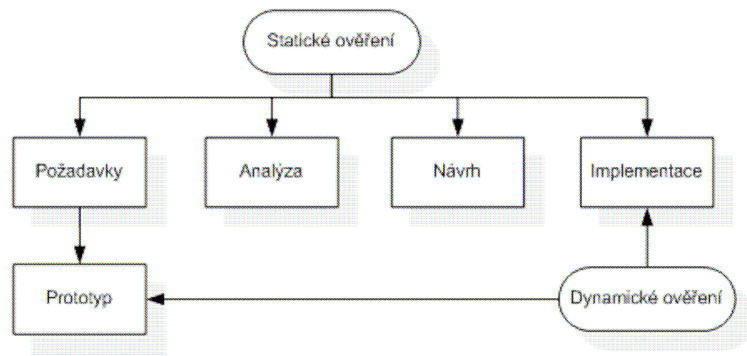 Statické ověření
Požadavky
Analýza
Návrh
Implementace
Prototyp
Dynamické ověření